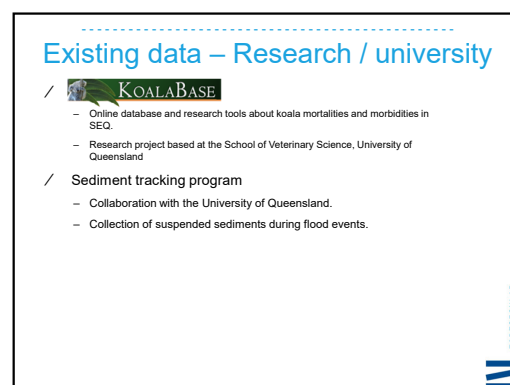 Existing data – Research / university
/ KOALABASE
– Online database and research tools about koala mortalities and morbidities in
SEQ.
– Research project based at the School of Veterinary Science, University of
Queensland
/ Sediment tracking program
– Collaboration with the University of Queensland.
– Collection of suspended sediments during flood events.